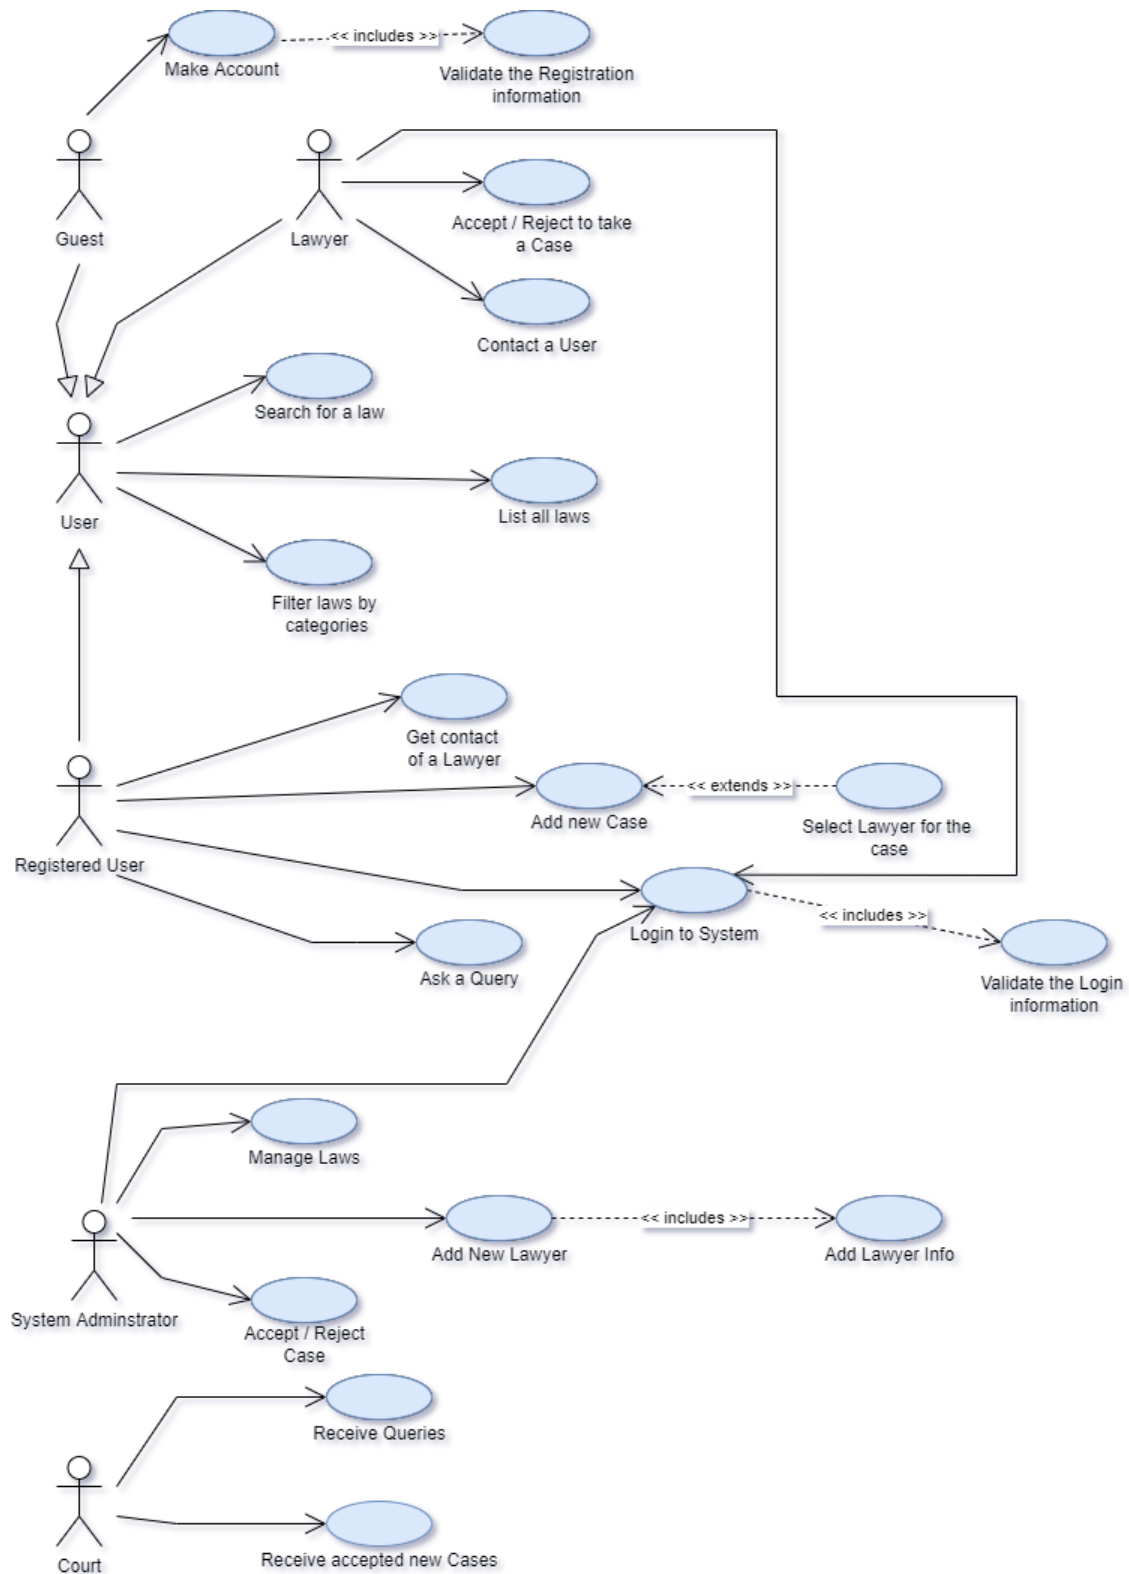 << includes >>
Make Account
Validate the Registration
information
Guest
Lawyer
Accept / Reject to take
a Case
Contact a User
Search for a law
User
List all laws
Filter laws by
categories
Get contact
of a Lawyer
<< extends >>
Add new Case
Select Lawyer for the
case
Registered User
<< includes >>
Login to System
Ask a Query
Validate the Login
information
Manage Laws
<< includes >>
Add New Lawyer
Add Lawyer Info
System Adminstrator
Accept / Reject
Case
Receive Queries
Court
Receive accepted new Cases